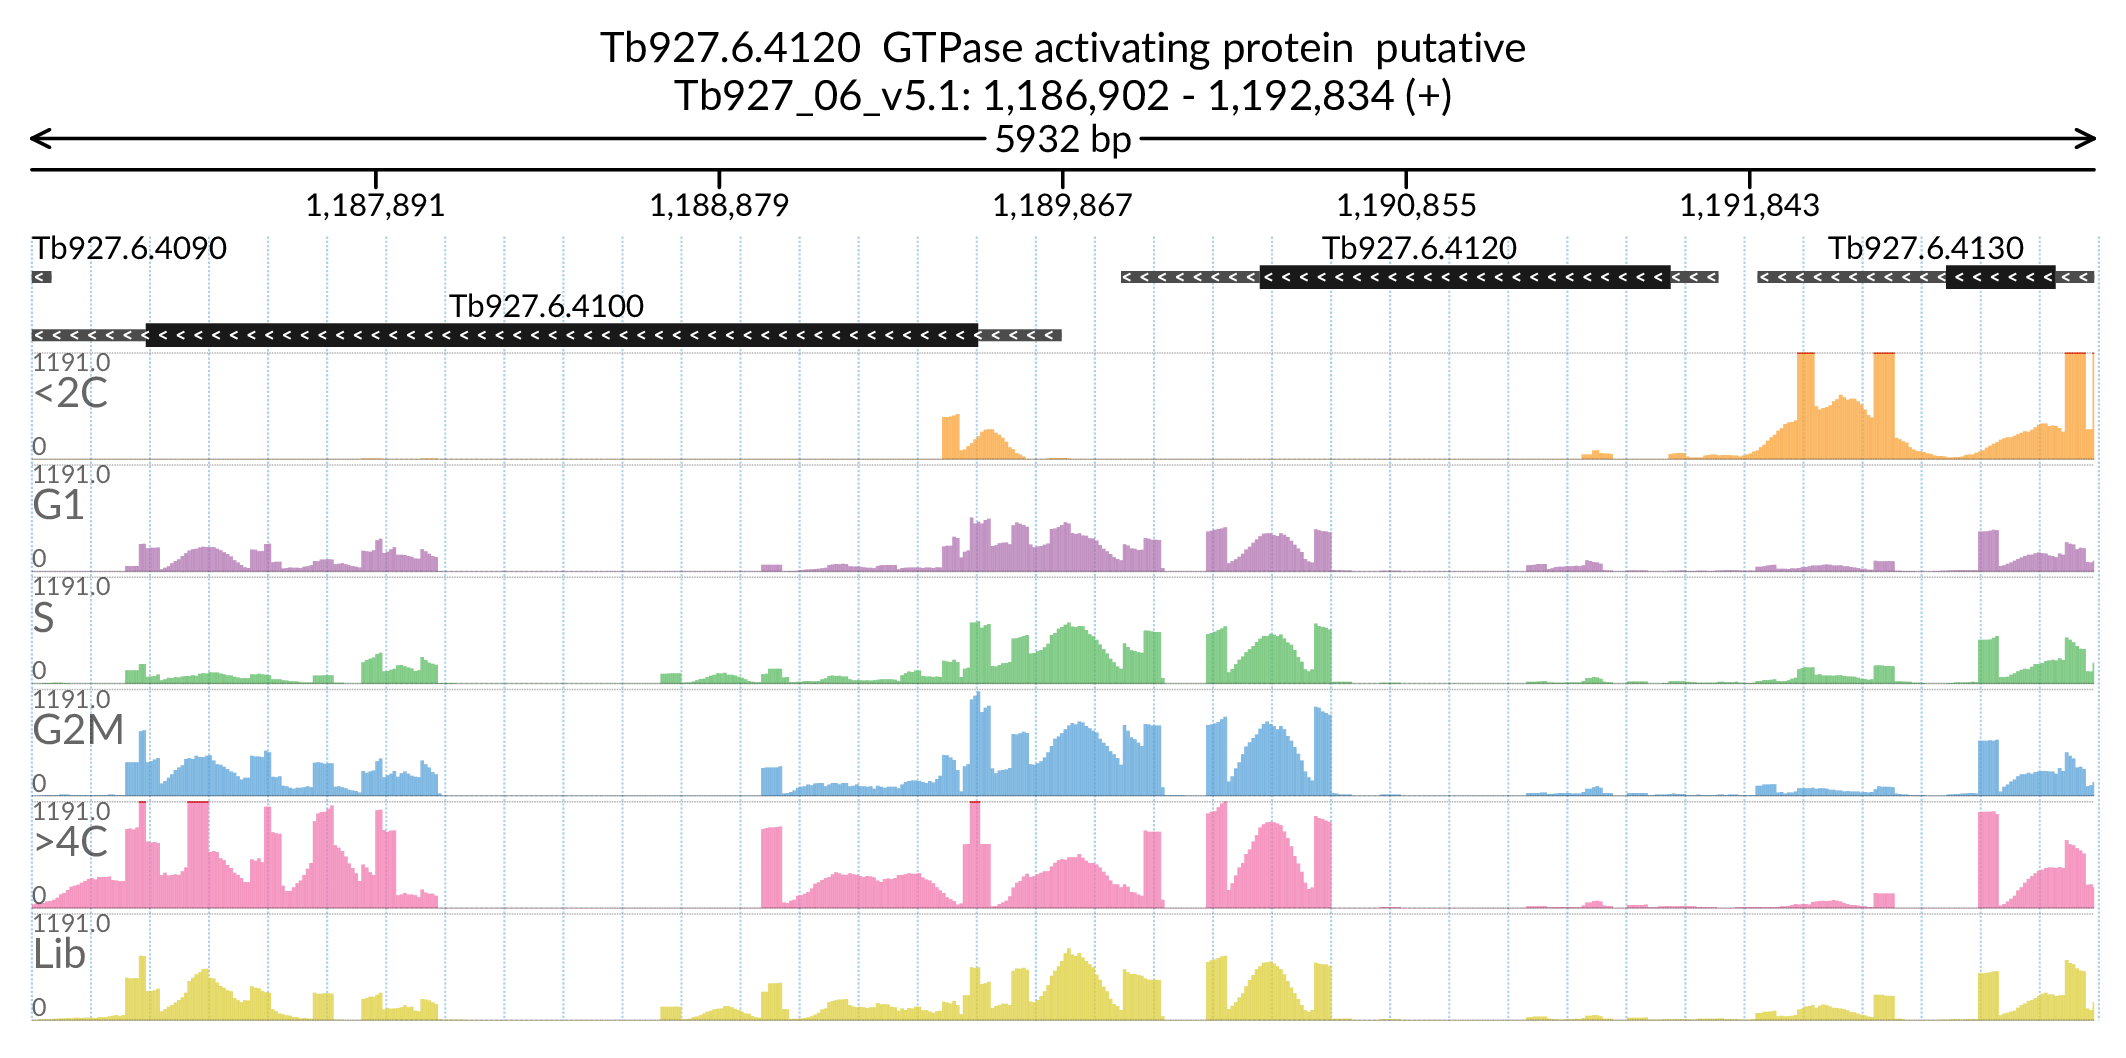 Tb927.6.4120  GTPase activating protein  putative
Tb927_06_v5.1: 1,186,902 - 1,192,834 (+)
5932 bp
1,187,891 1,188,879 1,189,867 1,190,855 1,191,843
Tb927.6.4090 Tb927.6.4120 Tb927.6.4130
Tb927.6.4100
1191.0
<2C
0
1191.0
G1
0
1191.0
S
0
1191.0
G2M
0
1191.0
>4C
0
1191.0
Lib
0